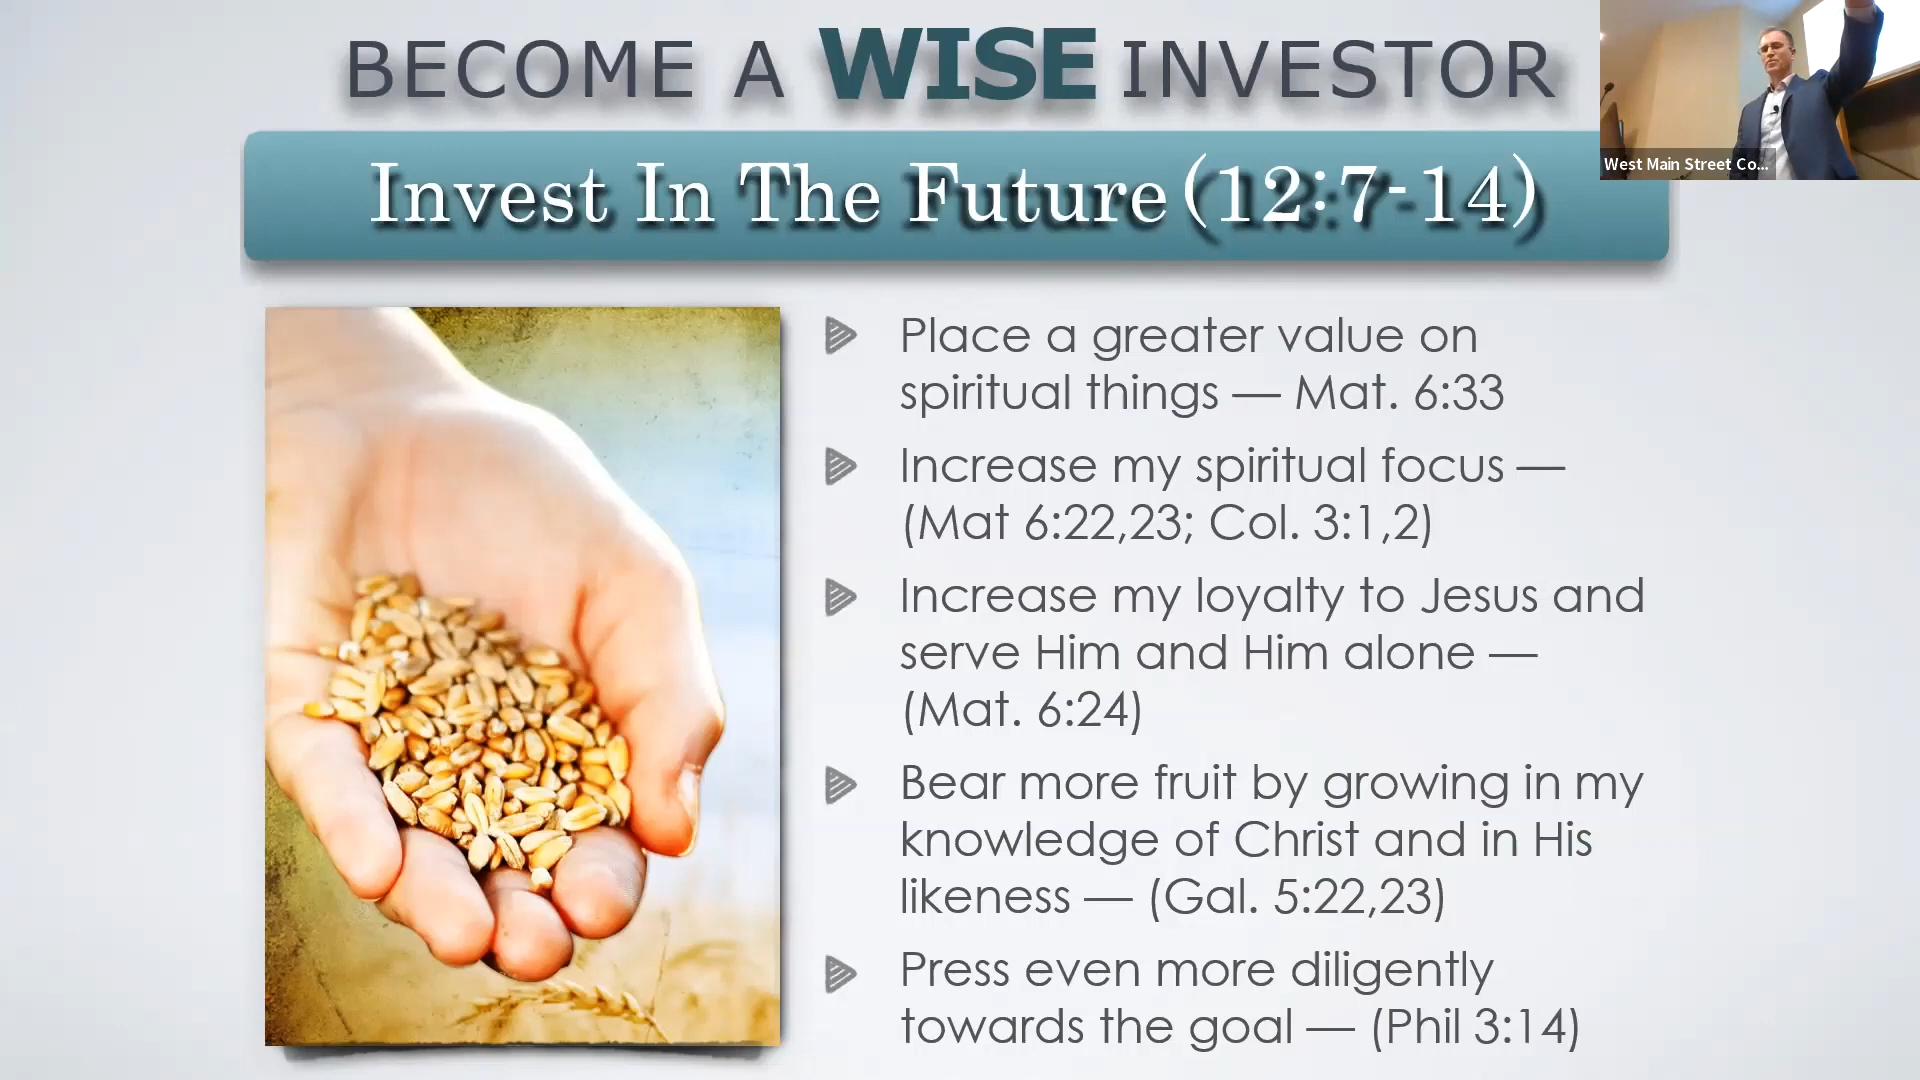 BECOME A WISE INVESTOR
West Main Street Co...
Invest In The Future (12:7-14)
Place a greater value on
spiritual things — Mat. 6:33
Increase my spiritual focus —
(Mat 6:22,23; Col. 3:1,2)
Increase my loyalty to Jesus and
serve Him and Him alone —
(Mat. 6:24)
Bear more fruit by growing in my
knowledge of Christ and in His
likeness — (Gal. 5:22,23)
Press even more diligently
towards the goal — (Phil 3:14)